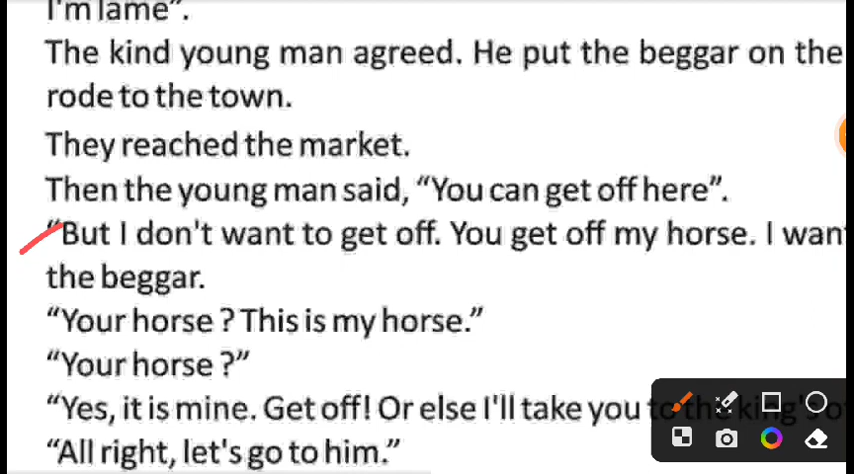 I'm lame”.
The kind young man agreed. He put the beggar on the
rode to the town.
They reached the market.
Then the young man said, “You can get off here”.
“But I don't want to get off. You get off my horse. I wan
the beggar.
“Your horse ? This is my horse.”
“Your horse ?”
“Yes, it is mine. Get off! Or else I'll take you to the king's
“All right, let's go to him.”